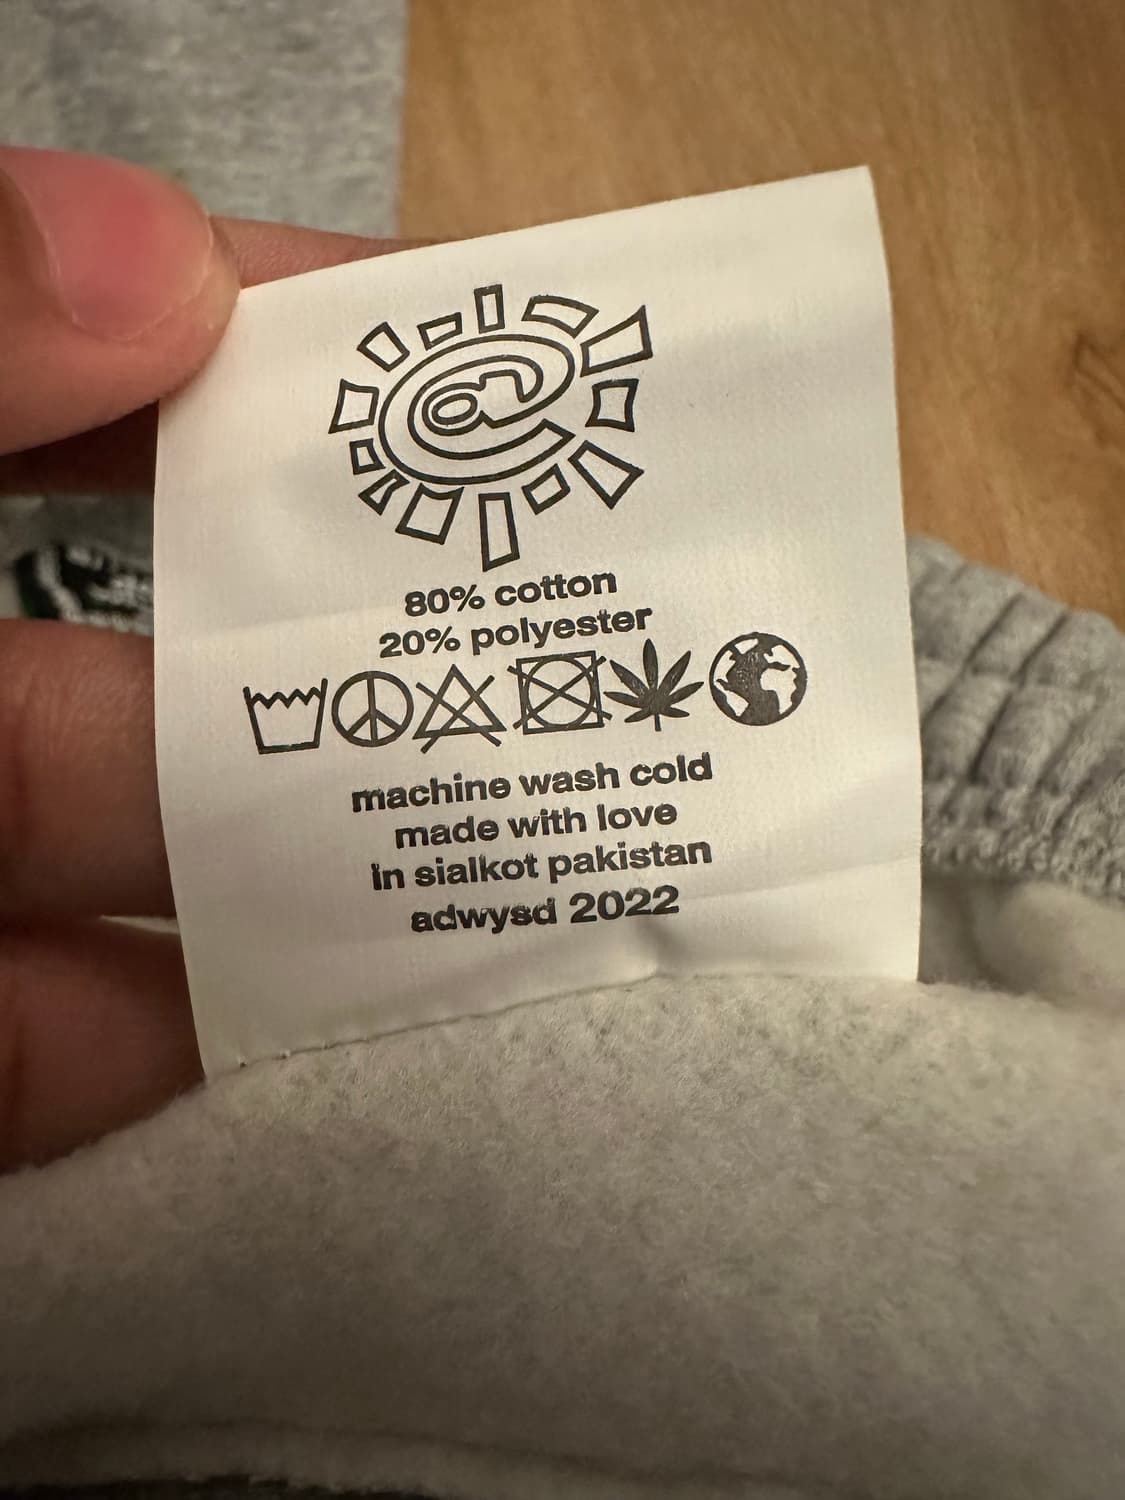 80% cotton
20% polyester
machine wash cold
made with love
in sialkot pakistan
adwysd 2022